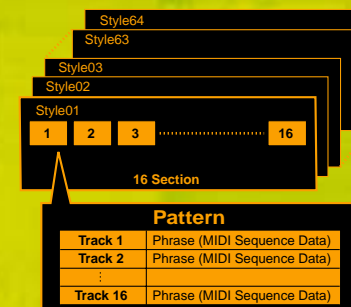 Style64
Style63
Style03
Style02
Style01
1 2 3 16
16 Section
Pattern
Track 1 Phrase (MIDI Sequence Data)
Track 2 Phrase (MIDI Sequence Data)
Track 16 Phrase (MIDI Sequence Data)